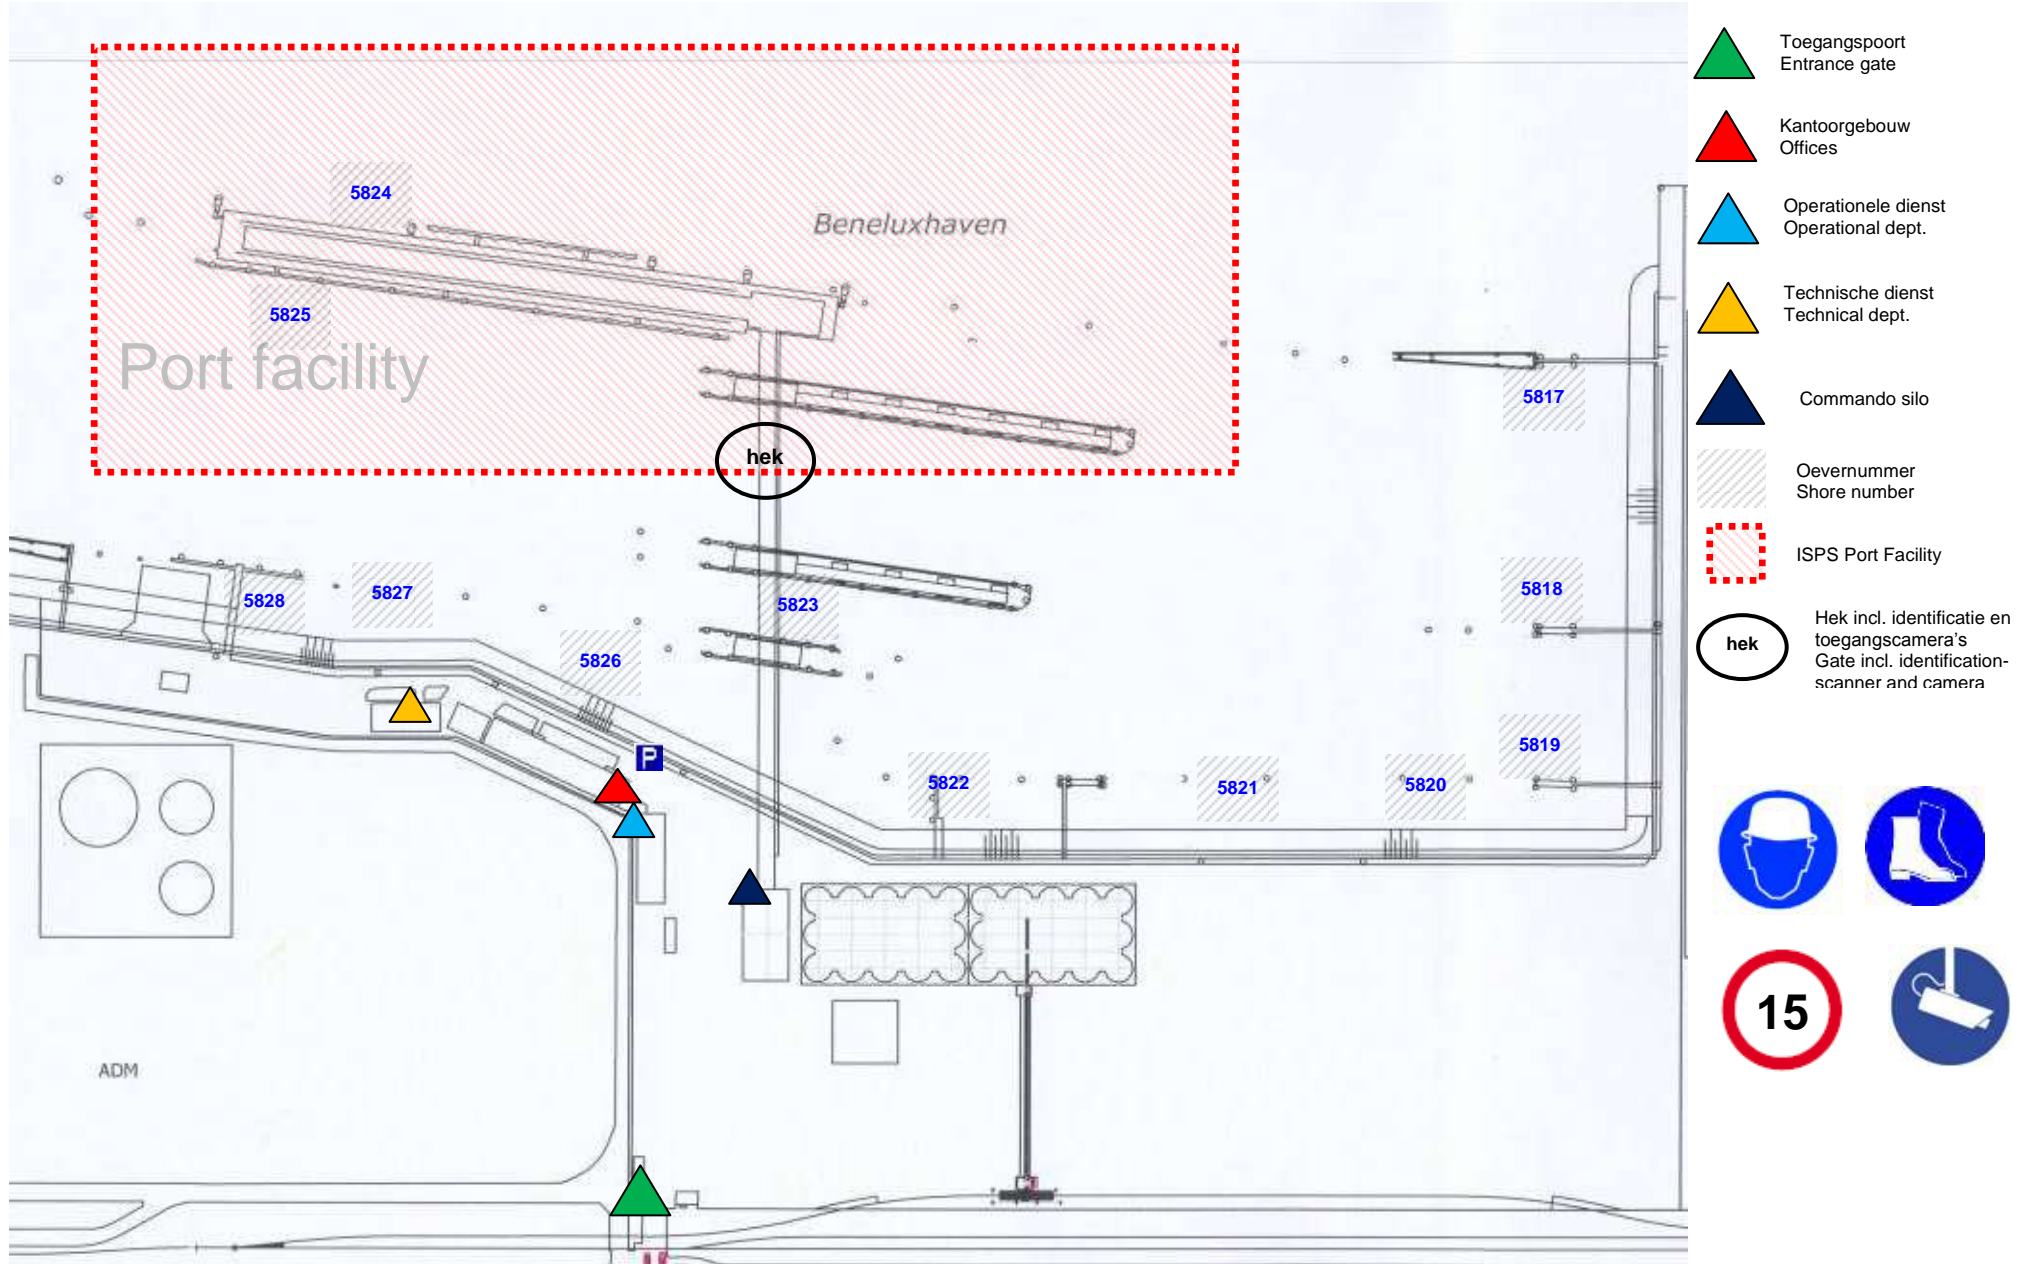 5824
Beneluxhaven
5825
Port facility
hek
5817
5828
5827
5823
5818
5826
5819
5822
5821
5820
P
ADM
Toegangspoort
Entrance gate
Kantoorgebouw
Offices
Operationele dienst
Operational dept.
Technische dienst
Technical dept.
Commando silo
Oevernummer
Shore number
ISPS Port Facility
hek
Hek incl. identificatie en
toegangscamera's
Gate incl. identification-
scanner and camera
15